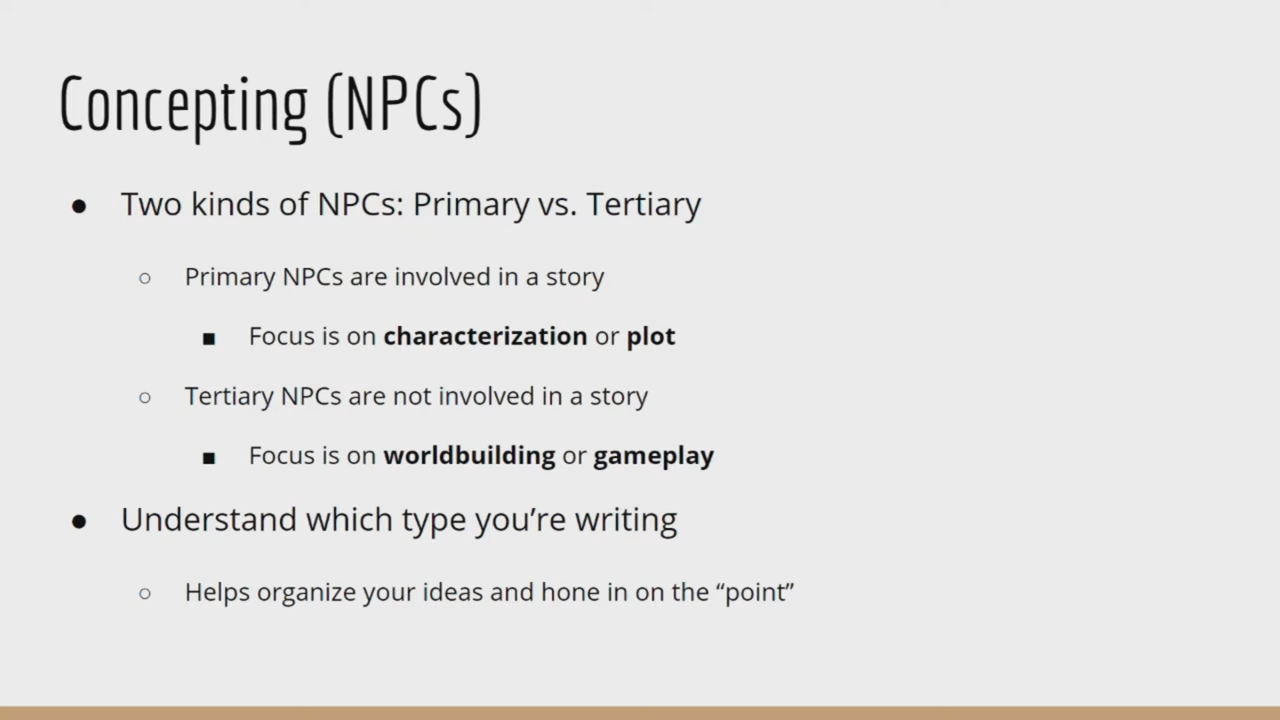 Concepting (NPCs)
● Two kinds of NPCs: Primary vs. Tertiary
○ Primary NPCs are involved in a story
■ Focus is on characterization or plot
○ Tertiary NPCs are not involved in a story
■ Focus is on worldbuilding or gameplay
● Understand which type you’re writing
○ Helps organize your ideas and hone in on the “point”